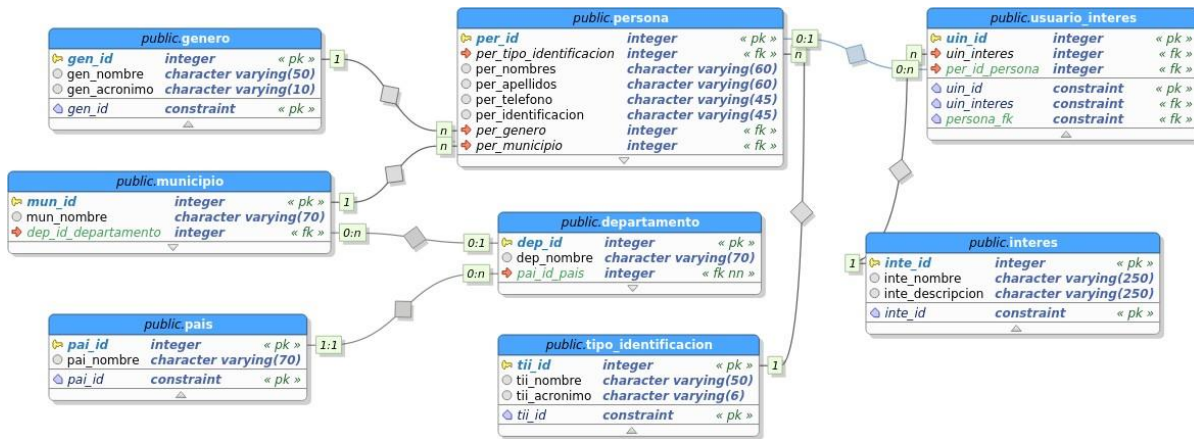 public.genero
gen_id integer « pk »
gen_nombre character varying(50)
gen_acronimo character varying(10)
gen_id constraint « pk »
1
public.persona
per_id integer « pk »
per_tipo_identificacion integer « fk »
per_nombres character varying(60)
per_apellidos character varying(60)
per_telefono character varying(45)
per_identificacion character varying(45)
per_genero integer « fk »
per_municipio integer « fk »
0:1
n
n
n
public.usuario_interes
uin_id integer « pk »
uin_interes integer « fk »
per_id_persona integer « fk »
uin_id constraint « pk »
uin_interes constraint « fk »
persona_fk constraint « fk »
n
0:n
public.municipio
mun_id integer « pk »
mun_nombre character varying(70)
dep_id_departamento integer « fk »
1
0:n
public.departamento
dep_id integer « pk »
dep_nombre character varying(70)
pai_id_pais integer « fk nn »
0:1
0:n
public.interes
inte_id integer « pk »
inte_nombre character varying(250)
inte_descripcion character varying(250)
inte_id constraint « pk »
1
public.pais
pai_id integer « pk »
pai_nombre character varying(70)
pai_id constraint « pk »
1:1
public.tipo_identificacion
tii_id integer « pk »
tii_nombre character varying(50)
tii_acronimo character varying(6)
tii_id constraint « pk »
1